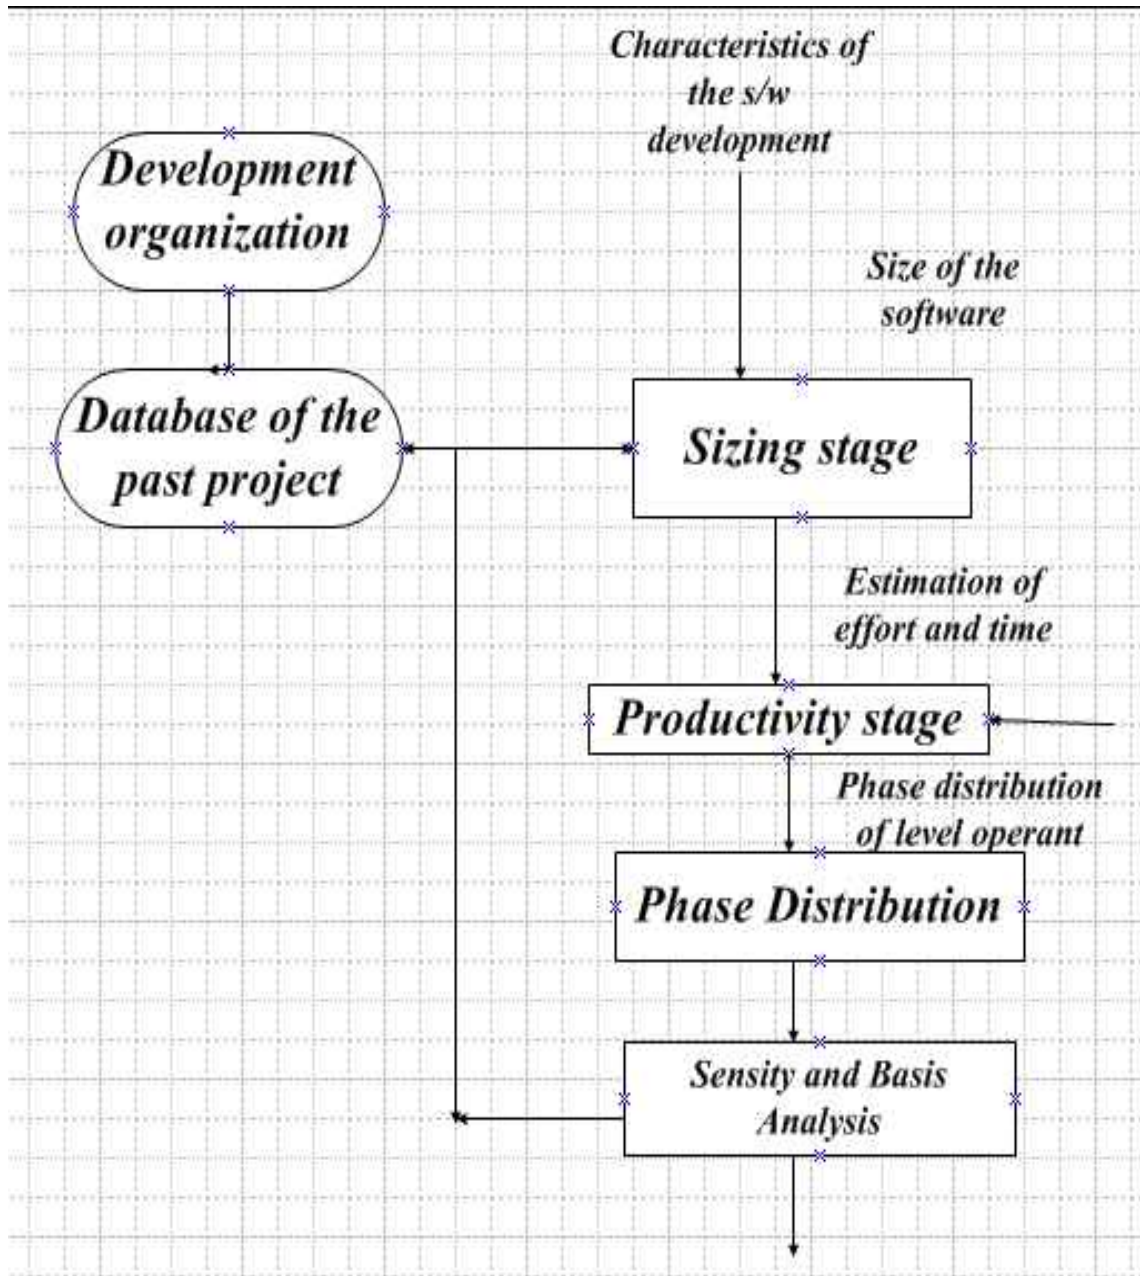 Characteristics of
the s/w
development
Development
organization
Size of the
software
Database of the
past project
Sizing stage
Estimation of
effort and time
Productivity stage
Phase distribution
of level operant
Phase Distribution
Sensity and Basis
Analysis